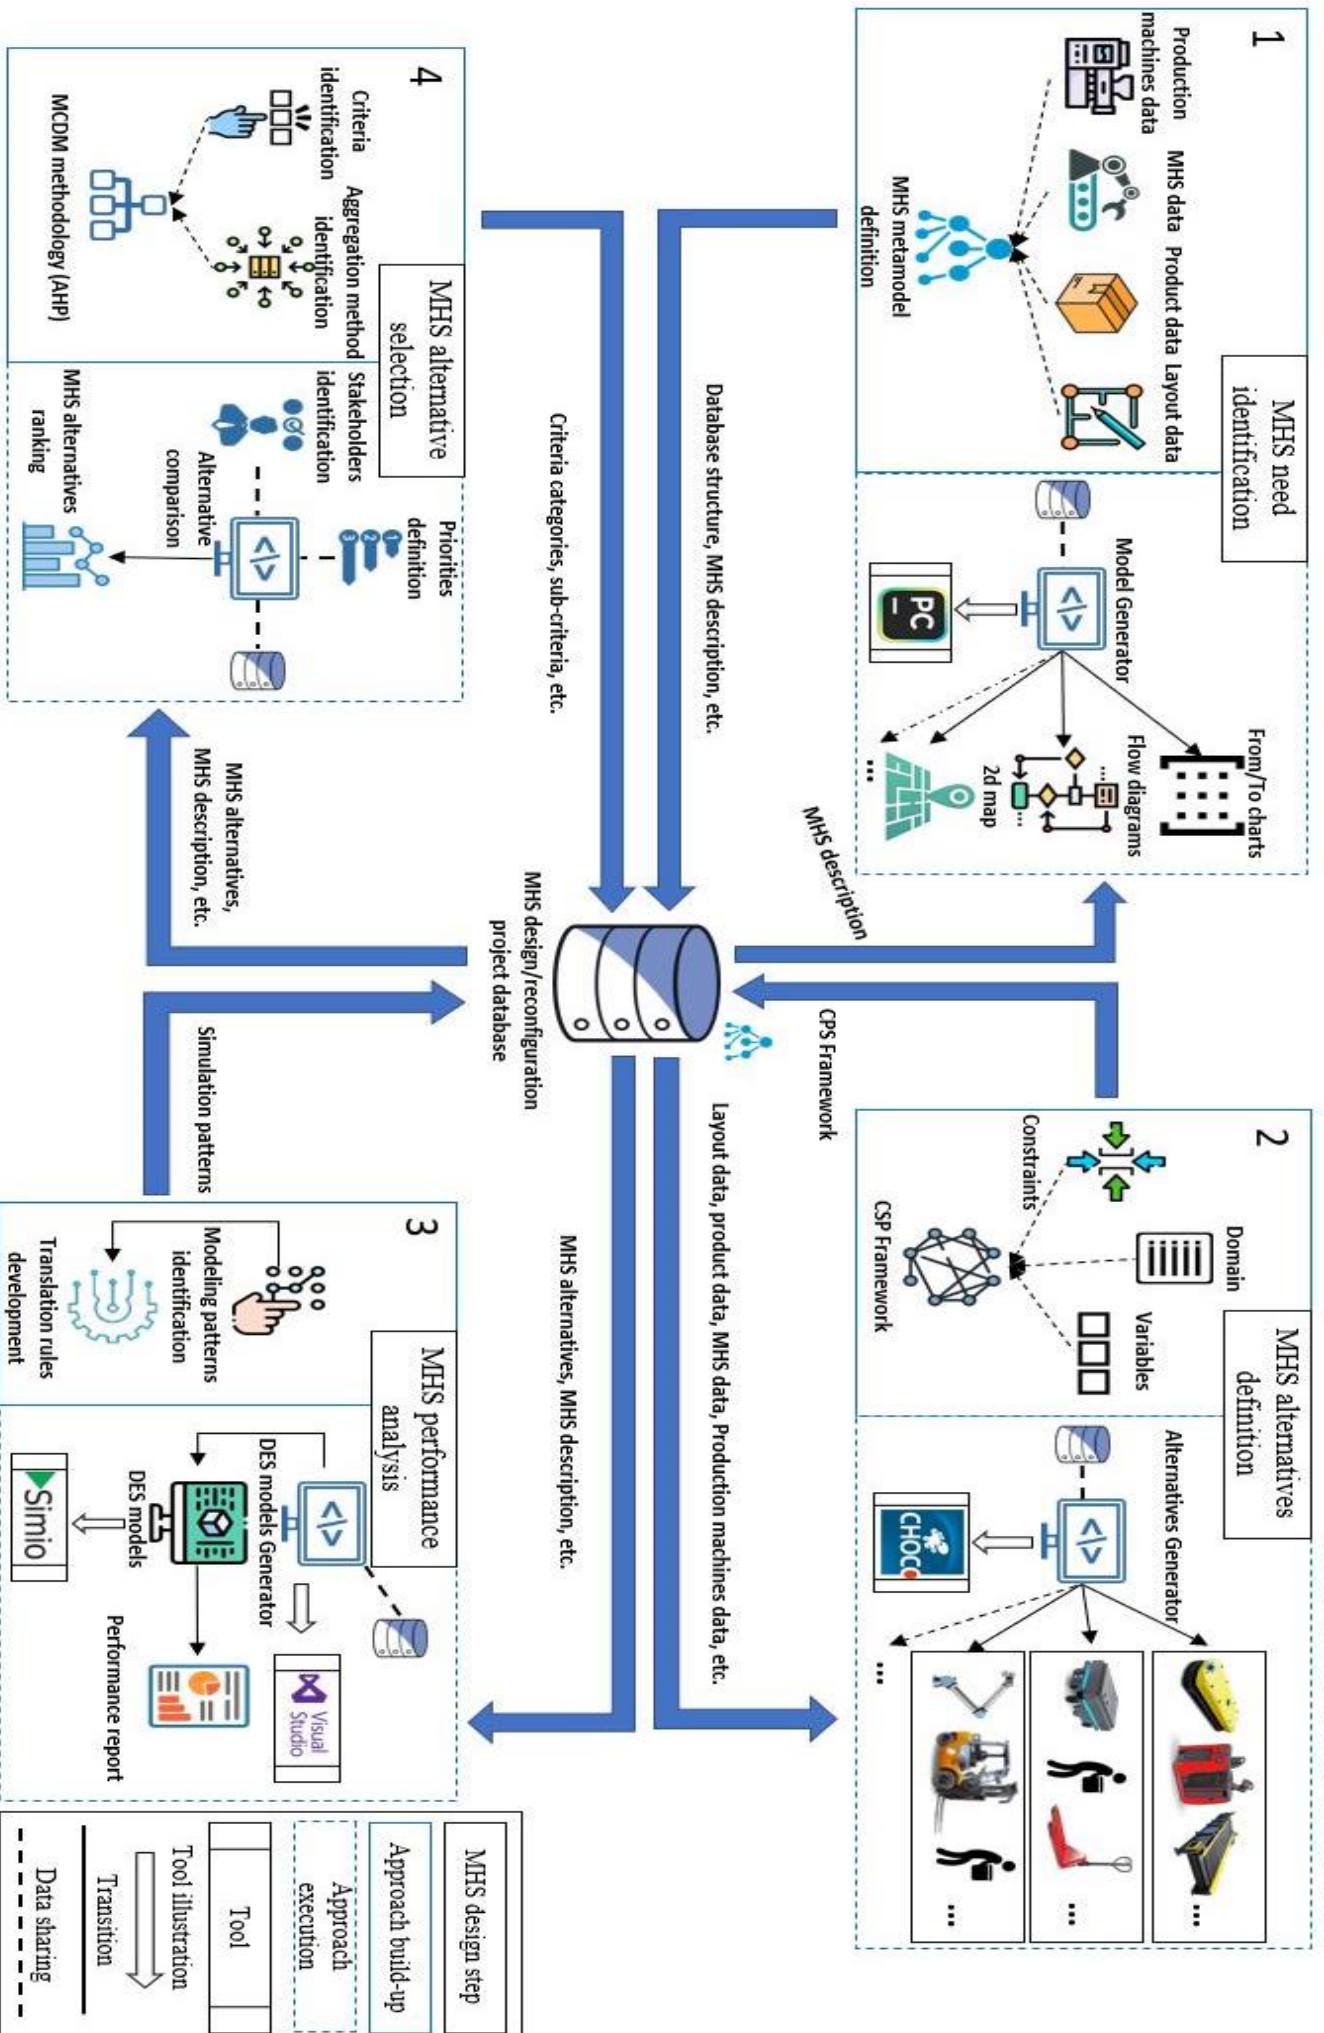 1
MHS need
identification
Production
machines data
MHS data
Product data
Layout data
MHS metamodel
definition
Model Generator
PC
From/To charts
Flow diagrams
2d map
...
2
MHS alternatives
definition
Constraints
Domain
Variables
CSP Framework
Alternatives Generator
CHOCO
...
...
...
...
Database structure, MHS description, etc.
MHS description
CPS Framework
Layout data, product data, MHS data, Production machines data, etc.
Criteria categories, sub-criteria, etc.
MHS design/reconfiguration
project database
MHS alternatives, MHS description, etc.
MHS alternatives,
MHS description, etc.
Simulation patterns
4
MHS alternative
selection
Criteria
identification
Aggregation method
identification
MCDM methodology (AHP)
Stakeholders
identification
Priorities
definition
1
2
3
Alternative
comparison
MHS alternatives
ranking
3
MHS performance
analysis
Modeling patterns
identification
Translation rules
development
DES models Generator
Visual
Studio
DES models
Simio
Performance report
MHS design step
Approach build-up
Approach
execution
Tool
Tool illustration
Transition
Data sharing